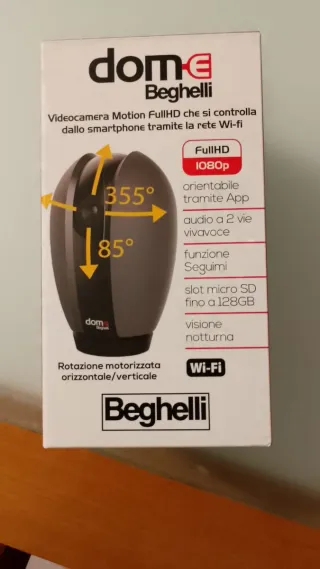 dom-e
Beghelli
Videocamera Motion FullHD che si controlla
dallo smartphone tramite la rete Wi-fi
FullHD
1080p
355°
85°
orientabile
tramite App
audio a 2 vie
vivavoce
funzione
Seguimi
slot micro SD
fino a 128GB
visione
notturna
dom-e
Beghelli
Rotazione motorizzata
orizzontale/verticale
Wi-Fi
Beghelli